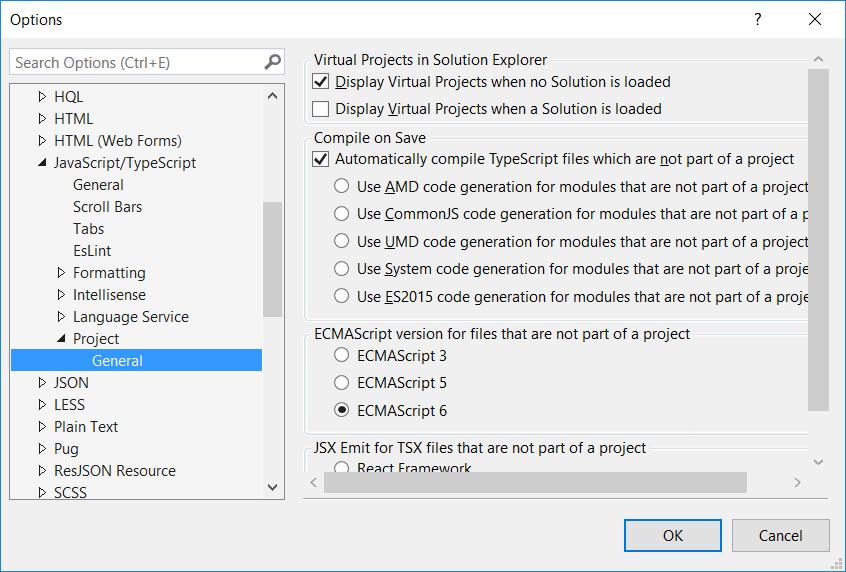 Options
?
Search Options (Ctrl+E)
HQL
HTML
HTML (Web Forms)
JavaScript/TypeScript
General
Scroll Bars
Tabs
EsLint
Formatting
Intellisense
Language Service
Project
General
JSON
LESS
Plain Text
Pug
ResJSON Resource
SCSS
Virtual Projects in Solution Explorer
Display Virtual Projects when no Solution is loaded
Display Virtual Projects when a Solution is loaded
Compile on Save
Automatically compile TypeScript files which are not part of a project
Use AMD code generation for modules that are not part of a project
Use CommonJS code generation for modules that are not part of a p
Use UMD code generation for modules that are not part of a project
Use System code generation for modules that are not part of a proje
Use ES2015 code generation for modules that are not part of a proje
ECMAScript version for files that are not part of a project
ECMAScript 3
ECMAScript 5
ECMAScript 6
JSX Emit for TSX files that are not part of a project
React Framework
OK
Cancel